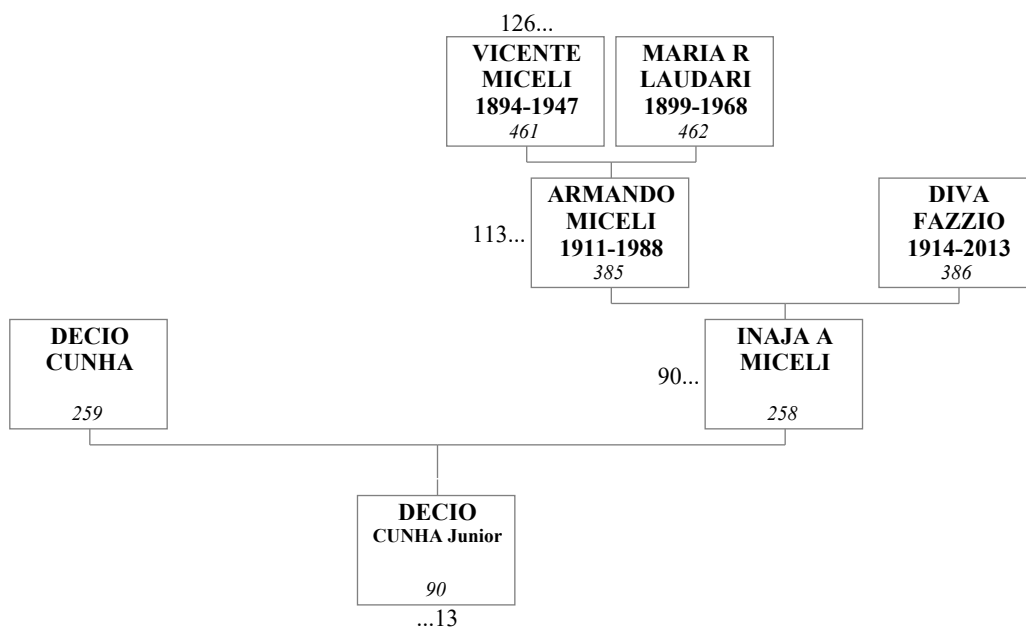 126...
VICENTE
MICELI
1894-1947
461
MARIA R
LAUDARI
1899-1968
462
113...
ARMANDO
MICELI
1911-1988
385
DIVA
FAZZIO
1914-2013
386
DECIO
CUNHA
259
90...
INAJA A
MICELI
258
DECIO
CUNHA Junior
90
...13